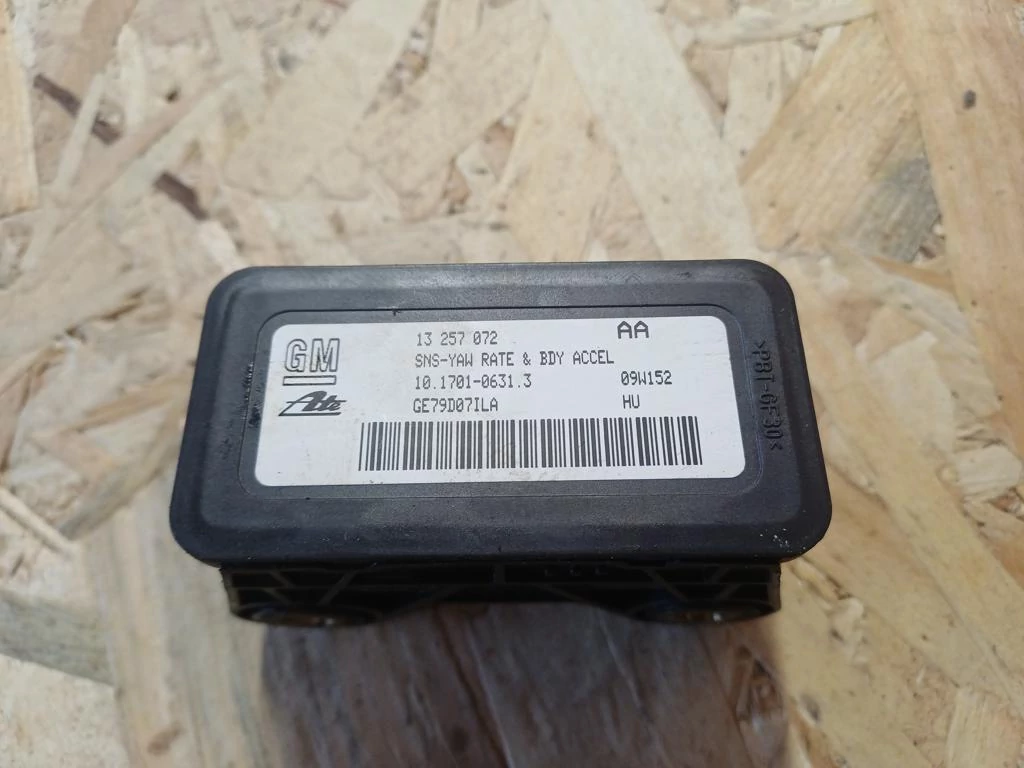 GM
Ate
13 257 072 AA
SNS-YAW RATE & BDY ACCEL
10.1701-0631.3 09W152
GE79D07ILA HU
>PBT-GF30<